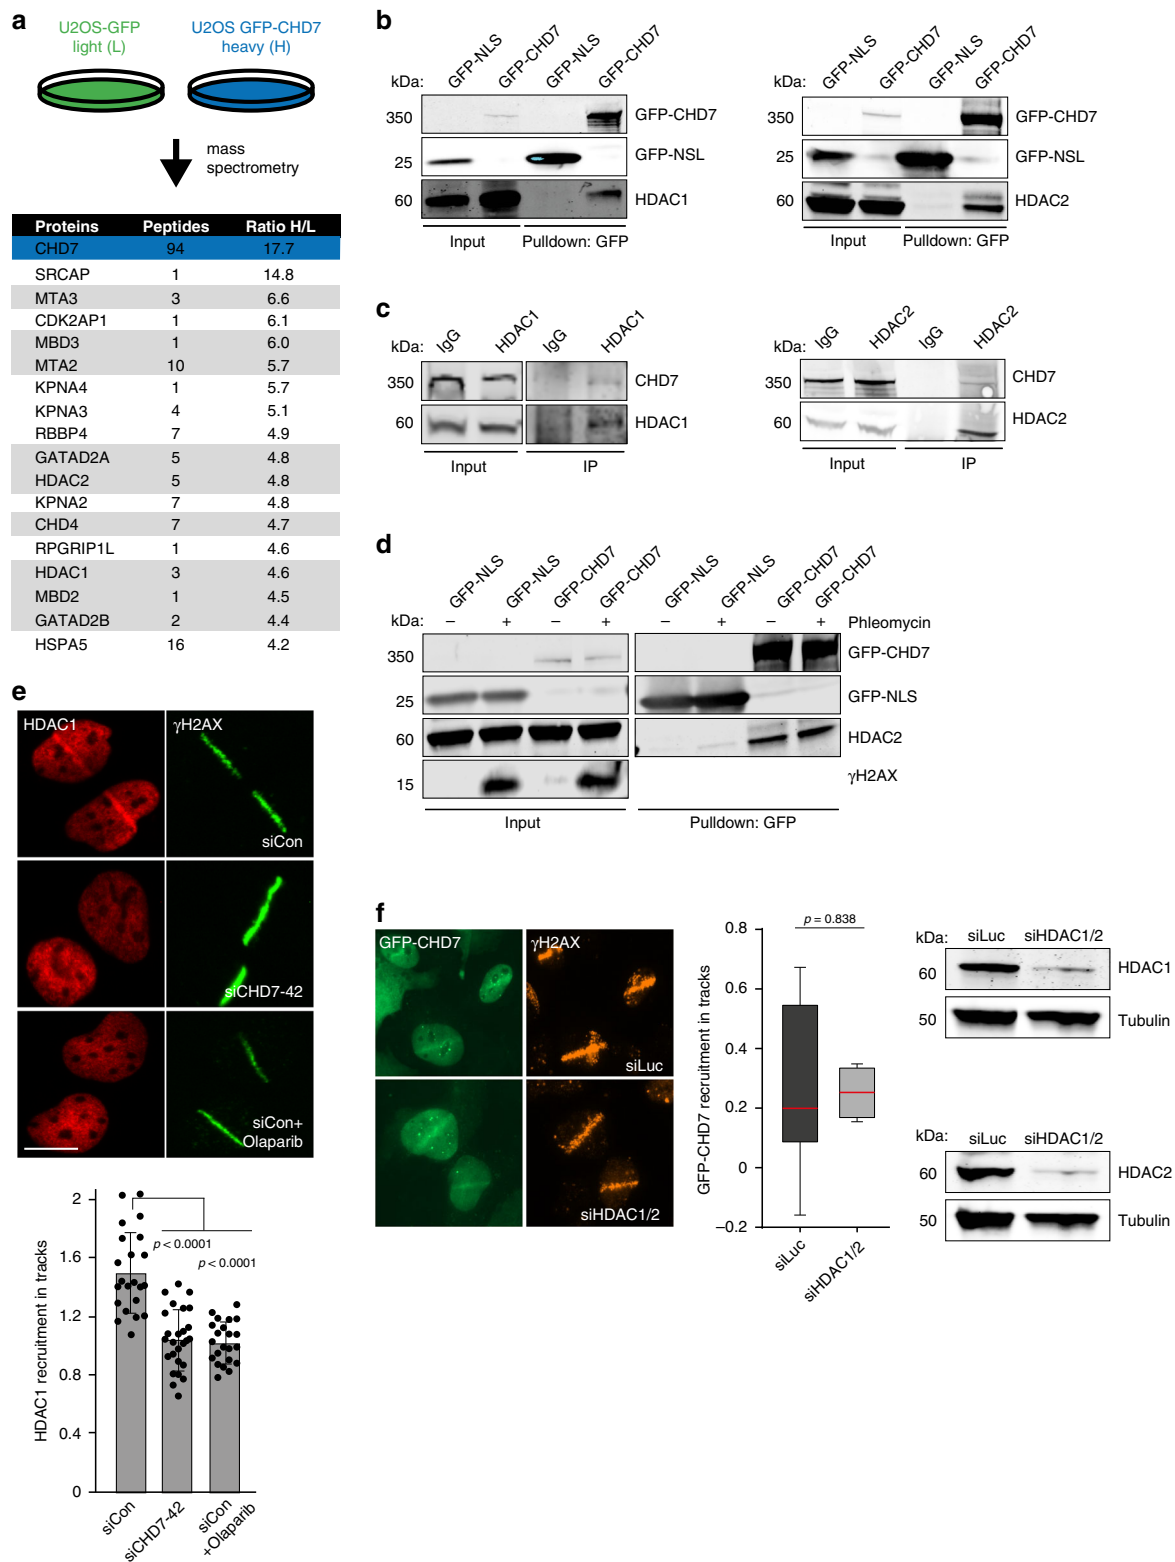 a
U2OS-GFP
light (L)
U2OS GFP-CHD7
heavy (H)
mass
spectrometry
Proteins Peptides Ratio H/L
CHD7 94 17.7
SRCAP 1 14.8
MTA3 3 6.6
CDK2AP1 1 6.1
MBD3 1 6.0
MTA2 10 5.7
KPNA4 1 5.7
KPNA3 4 5.1
RBBP4 7 4.9
GATAD2A 5 4.8
HDAC2 5 4.8
KPNA2 7 4.8
CHD4 7 4.7
RPGRIP1L 1 4.6
HDAC1 3 4.6
MBD2 1 4.5
GATAD2B 2 4.4
HSPA5 16 4.2
b
kDa: GFP-NLS GFP-CHD7 GFP-NLS GFP-CHD7
350 GFP-CHD7
25 GFP-NSL
60 HDAC1
Input Pulldown: GFP
kDa: GFP-NLS GFP-CHD7 GFP-NLS GFP-CHD7
350 GFP-CHD7
25 GFP-NSL
60 HDAC2
Input Pulldown: GFP
c
kDa: IgG HDAC1 IgG HDAC1
350 CHD7
60 HDAC1
Input IP
kDa: IgG HDAC2 IgG HDAC2
350 CHD7
60 HDAC2
Input IP
d
GFP-NLS GFP-NLS GFP-CHD7 GFP-CHD7 GFP-NLS GFP-NLS GFP-CHD7 GFP-CHD7
kDa: – + – + – + – + Phleomycin
350 GFP-CHD7
25 GFP-NLS
60 HDAC2
15 γH2AX
Input Pulldown: GFP
e
HDAC1 γH2AX
siCon
siCHD7-42
siCon+
Olaparib
HDAC1 recruitment in tracks
2
1.6
1.2
0.8
0.4
0
p < 0.0001
p < 0.0001
siCon
siCHD7-42
siCon
+Olaparib
f
GFP-CHD7 γH2AX
siLuc
siHDAC1/2
GFP-CHD7 recruitment in tracks
0.8
0.6
0.4
0.2
0
–0.2
p = 0.838
siLuc
siHDAC1/2
kDa: siLuc siHDAC1/2
60 HDAC1
50 Tubulin
kDa: siLuc siHDAC1/2
60 HDAC2
50 Tubulin